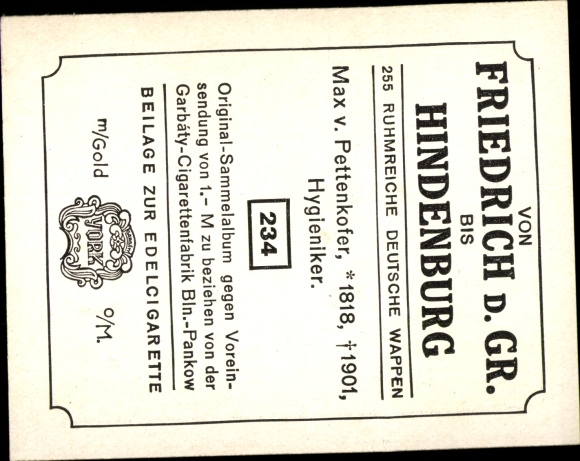 VON
FRIEDRICH D. GR.
BIS
HINDENBURG
255 RUHMREICHE DEUTSCHE WAPPEN
Max v. Pettenkofer, *1818, †1901,
Hygieniker.
234
Original-Sammelalbum gegen Vorein-
sendung von 1.- M zu beziehen von der
Garbáty-Cigarettenfabrik Bln.-Pankow
BEILAGE ZUR EDELCIGARETTE
m/Gold YORK o/M.